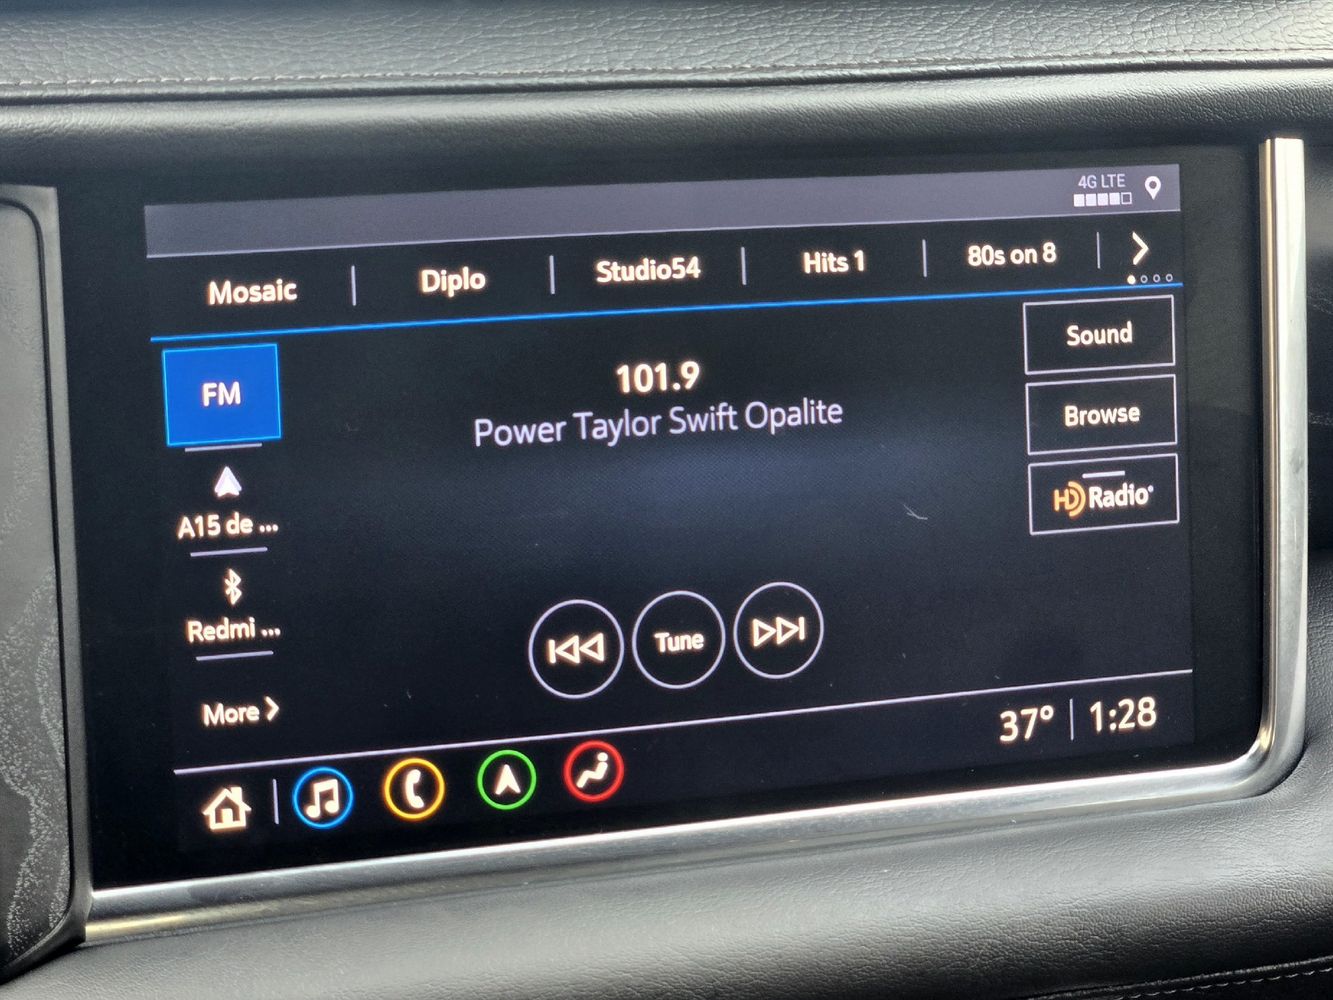 4G LTE
Mosaic
Diplo
Studio54
Hits 1
80s on 8
FM
101.9
Power Taylor Swift Opalite
Sound
Browse
HD Radio®
A15 de ...
Redmi ...
Tune
More
37° 1:28